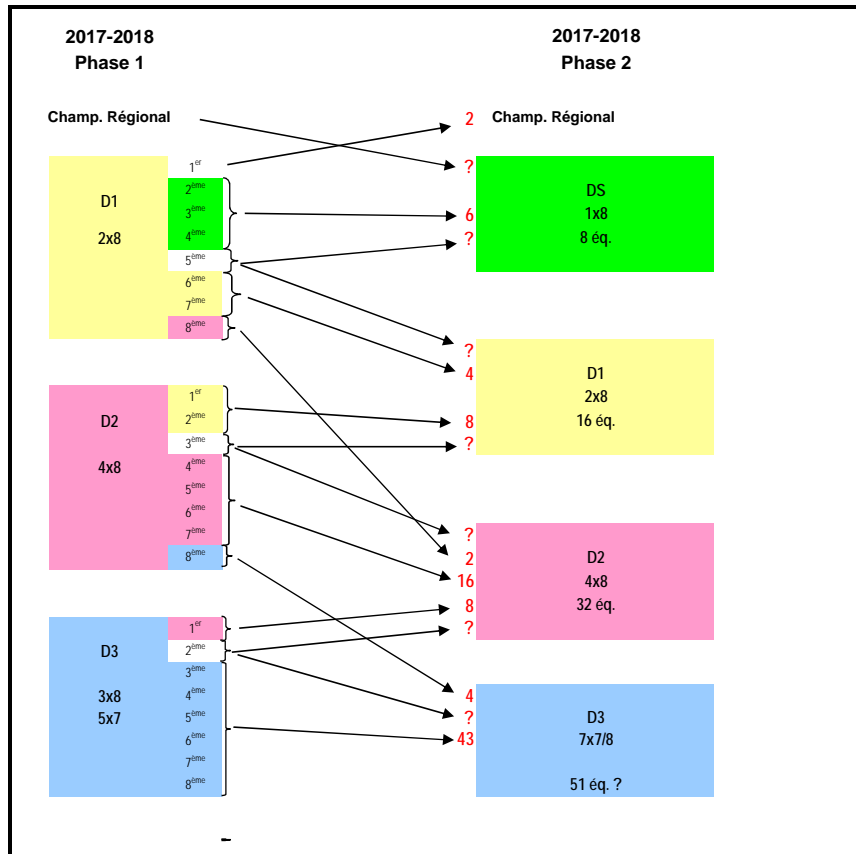 2017-2018
Phase 1
2017-2018
Phase 2
Champ. Régional
2
Champ. Régional
D1
2x8
1er
2ème
3ème
4ème
5ème
6ème
7ème
8ème
?
6
?
DS
1x8
8 éq.
?
4
8
?
D1
2x8
16 éq.
D2
4x8
1er
2ème
3ème
4ème
5ème
6ème
7ème
8ème
?
2
16
8
?
D2
4x8
32 éq.
D3
3x8
5x7
1er
2ème
3ème
4ème
5ème
6ème
7ème
8ème
4
?
43
D3
7x7/8
51 éq. ?